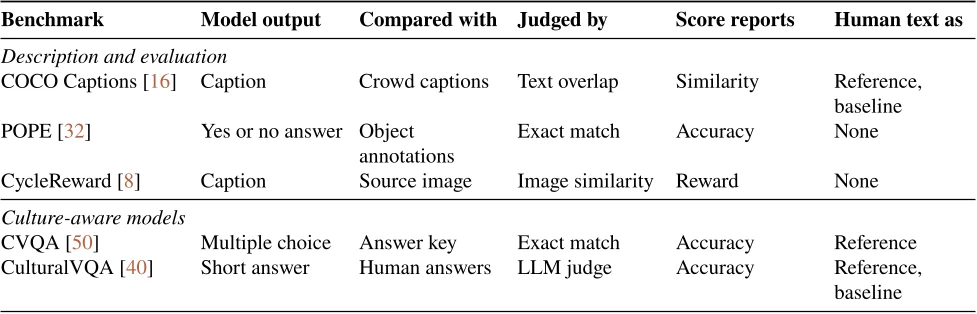 Benchmark Model output Compared with Judged by Score reports Human text as
Description and evaluation
COCO Captions [16] Caption Crowd captions Text overlap Similarity Reference,
baseline
POPE [32] Yes or no answer Object Exact match Accuracy None
annotations
CycleReward [8] Caption Source image Image similarity Reward None
Culture-aware models
CVQA [50] Multiple choice Answer key Exact match Accuracy Reference
CulturalVQA [40] Short answer Human answers LLM judge Accuracy Reference,
baseline